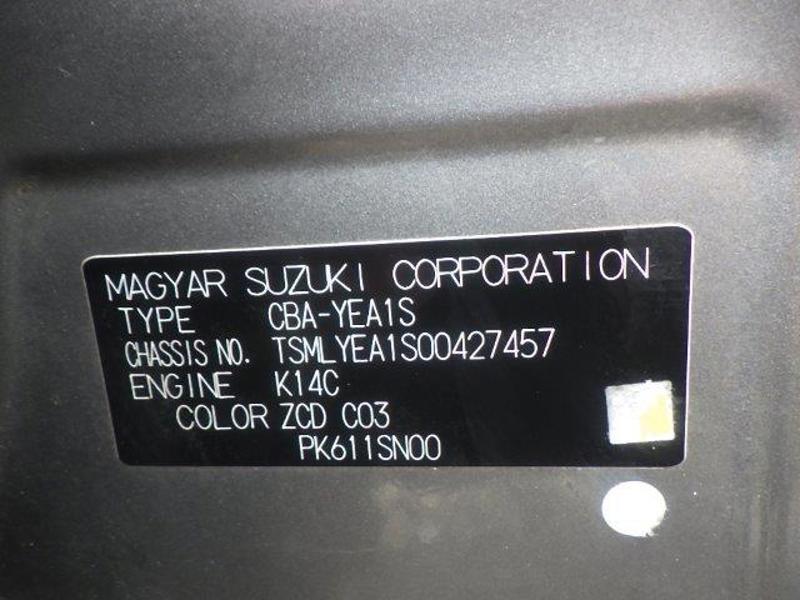 MAGYAR SUZUKI CORPORATION
TYPE CBA-YEA1S
CHASSIS NO. TSMLYEA1S00427457
ENGINE K14C
COLOR ZCD C03
PK611SN00